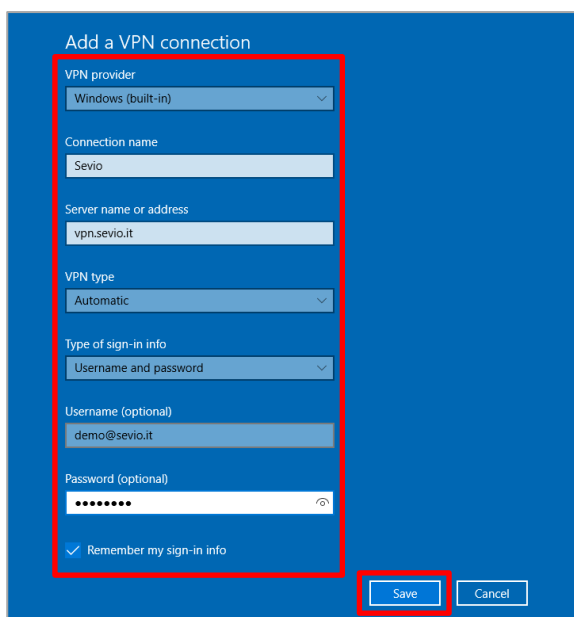 Add a VPN connection
VPN provider
Windows (built-in)
Connection name
Sevio
Server name or address
vpn.sevio.it
VPN type
Automatic
Type of sign-in info
Username and password
Username (optional)
demo@sevio.it
Password (optional)
●●●●●●●●
Remember my sign-in info
Save Cancel